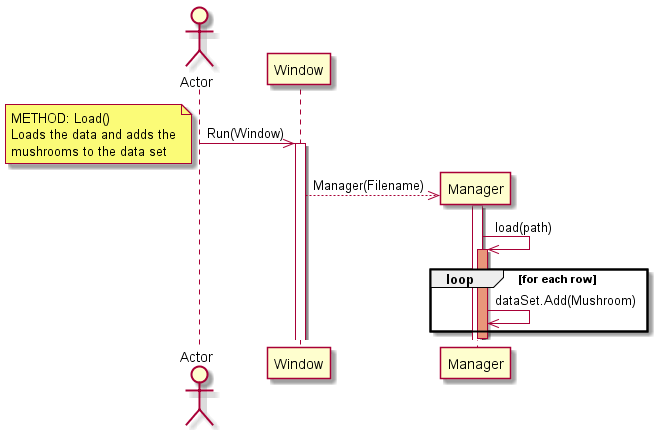 Actor
Window
METHOD: Load()
Loads the data and adds the
mushrooms to the data set
Run(Window)
Manager(Filename)
Manager
load(path)
loop [for each row]
dataSet.Add(Mushroom)
Actor
Window
Manager